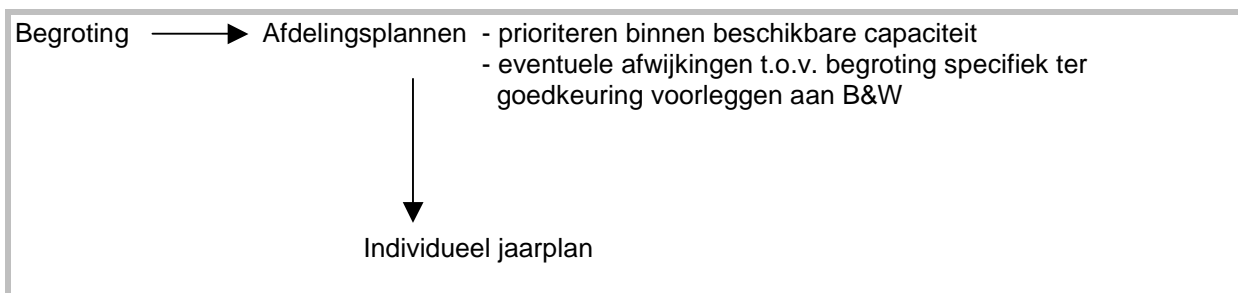 Begroting Afdelingsplannen - prioriteren binnen beschikbare capaciteit
- eventuele afwijkingen t.o.v. begroting specifiek ter
goedkeuring voorleggen aan B&W
Individueel jaarplan